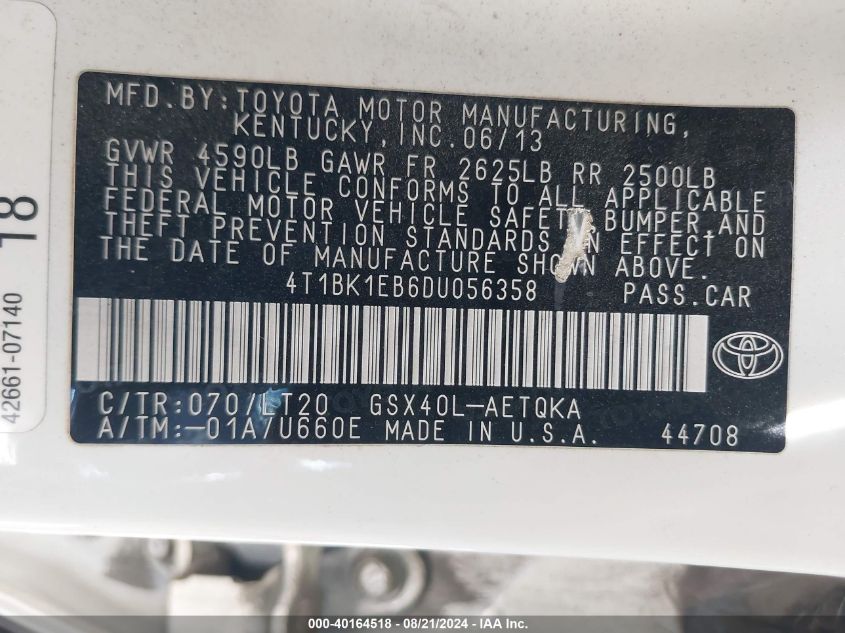 MFD.BY:TOYOTA MOTOR MANUFACTURING,
KENTUCKY, INC. 06/13
GVWR 4590LB GAWR FR 2625LB RR 2500LB
THIS VEHICLE CONFORMS TO ALL APPLICABLE
FEDERAL MOTOR VEHICLE SAFETY, BUMPER, AND
THEFT PREVENTION STANDARDS IN EFFECT ON
THE DATE OF MANUFACTURE SHOWN ABOVE.
4T1BK1EB6DU056358 PASS.CAR
C/TR:070/LT20 GSX40L-AETQKA
A/TM:-01A/U660E MADE IN U.S.A. 44708
18
42661-07140
000-40164518 - 08/21/2024 - IAA Inc.